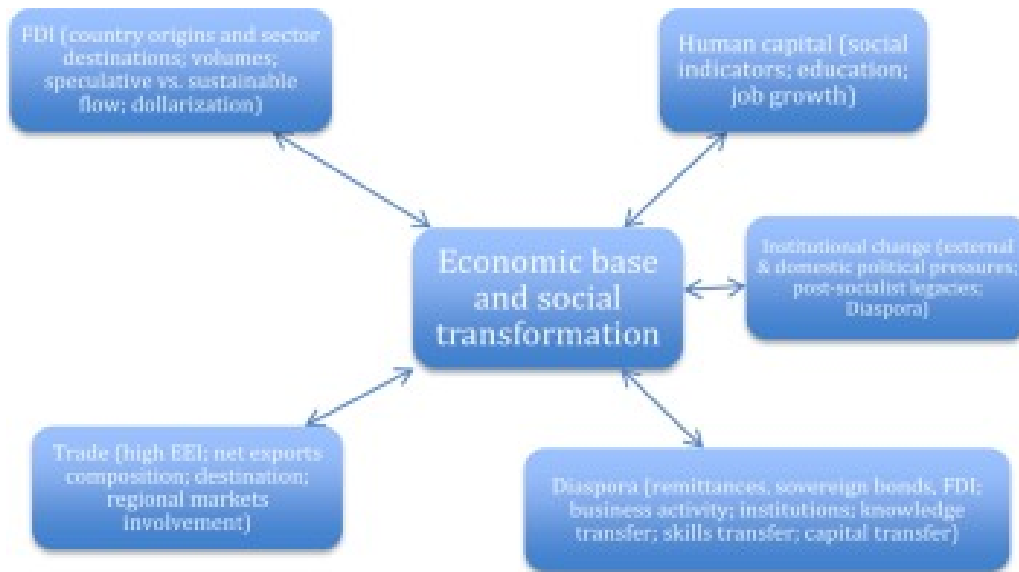 FDI (country origins and sector
destinations; volumes;
speculative vs. sustainable
flow; dollarization)
Human capital (social
indicators; education;
job growth)
Economic base
and social
transformation
Institutional change (external
& domestic political pressures;
post-socialist legacies;
Diaspora)
Trade (high EEI; net exports
composition; destination;
regional markets
involvement)
Diaspora (remittances, sovereign bonds, FDI;
business activity; institutions; knowledge
transfer; skills transfer; capital transfer)